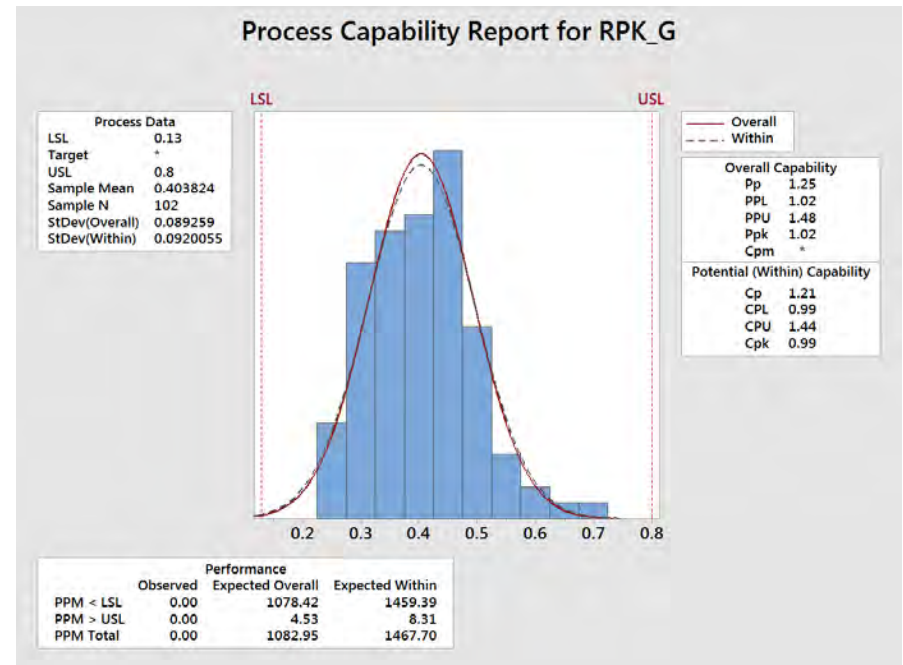 Process Capability Report for RPK_G
LSL USL
Process Data
LSL 0.13
Target *
USL 0.8
Sample Mean 0.403824
Sample N 102
StDev(Overall) 0.089259
StDev(Within) 0.0920055
Overall
Within
Overall Capability
Pp 1.25
PPL 1.02
PPU 1.48
Ppk 1.02
Cpm *
Potential (Within) Capability
Cp 1.21
CPL 0.99
CPU 1.44
Cpk 0.99
0.2 0.3 0.4 0.5 0.6 0.7 0.8
Performance
Observed Expected Overall Expected Within
PPM < LSL 0.00 1078.42 1459.39
PPM > USL 0.00 4.53 8.31
PPM Total 0.00 1082.95 1467.70